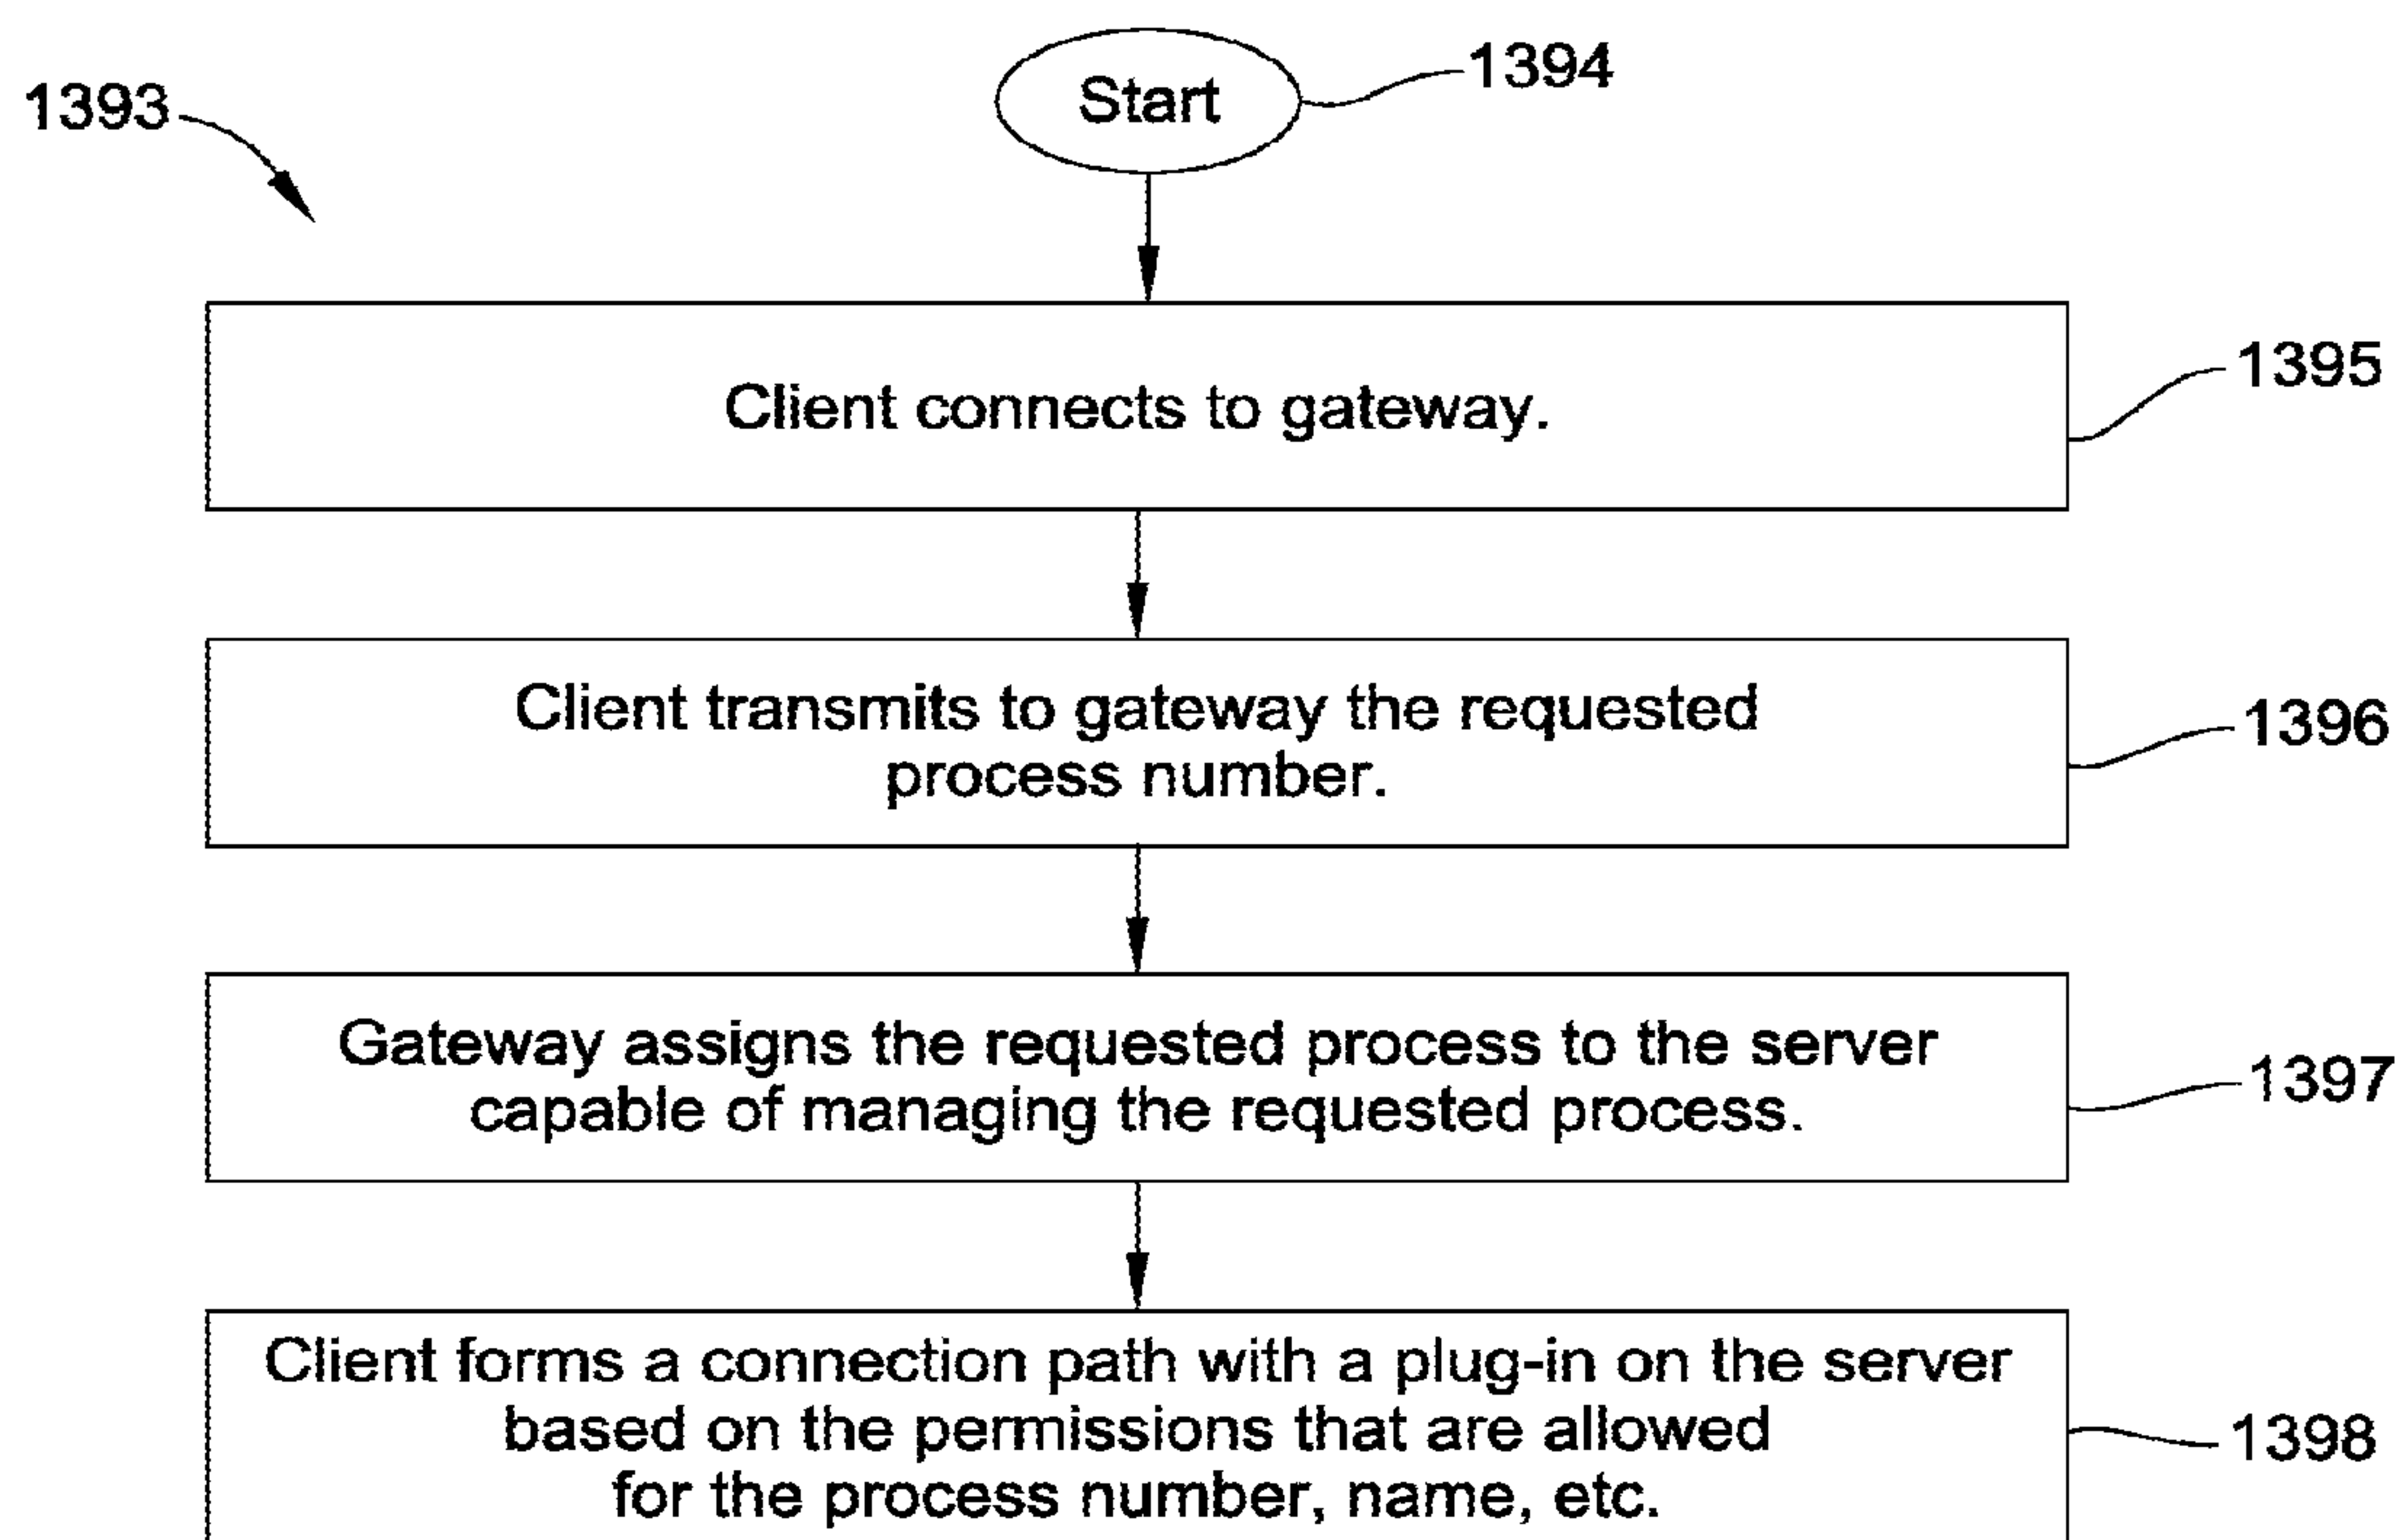 1393
Start
1394
Client connects to gateway.
1395
Client transmits to gateway the requested
process number.
1396
Gateway assigns the requested process to the server
capable of managing the requested process.
1397
Client forms a connection path with a plug-in on the server
based on the permissions that are allowed
for the process number, name, etc.
1398